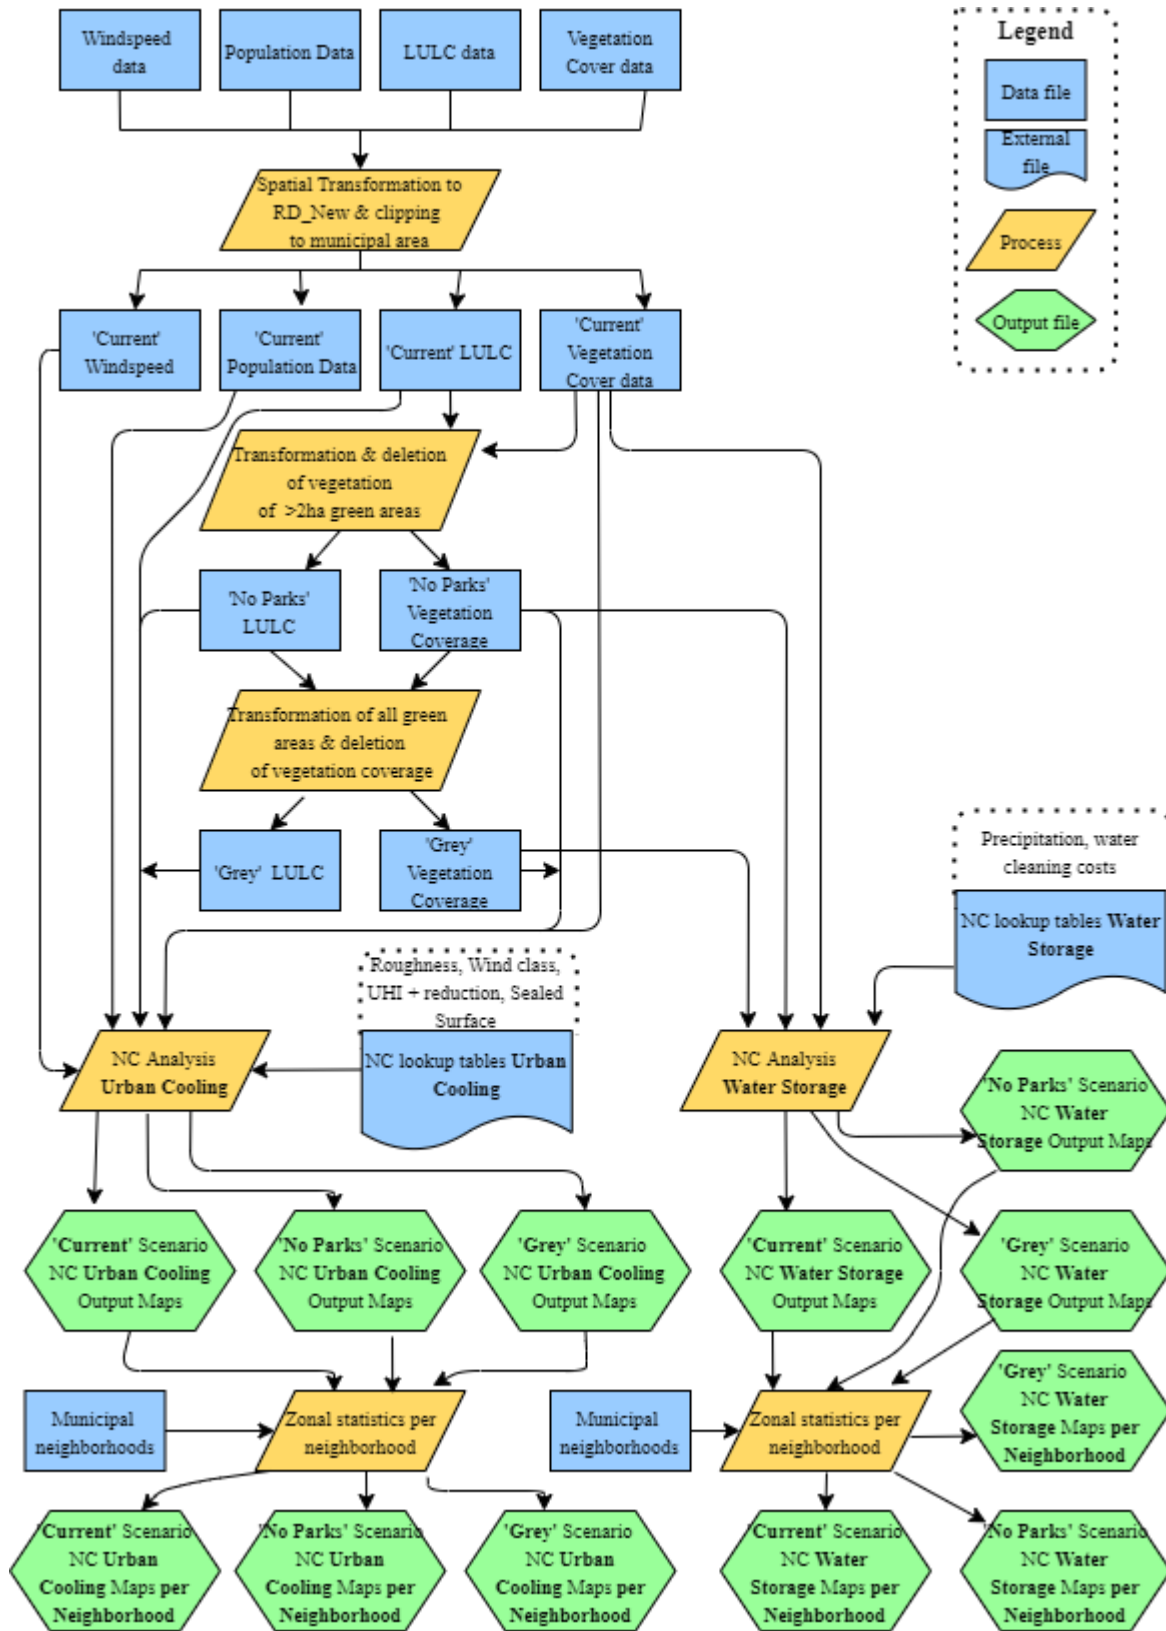 Windspeed
data
Population Data
LULC data
Vegetation
Cover data
Legend
Data file
External
file
Process
Output file
Spatial Transformation to
RD_New & clipping
to municipal area
'Current'
Windspeed
'Current'
Population Data
'Current' LULC
'Current'
Vegetation
Cover data
Transformation & deletion
of vegetation
of >2ha green areas
'No Parks'
LULC
'No Parks'
Vegetation
Coverage
Transformation of all green
areas & deletion
of vegetation coverage
'Grey' LULC
'Grey'
Vegetation
Coverage
Precipitation, water
cleaning costs
NC lookup tables Water
Storage
Roughness, Wind class,
UHI + reduction, Sealed
Surface
NC lookup tables Urban
Cooling
NC Analysis
Urban Cooling
NC Analysis
Water Storage
'No Parks' Scenario
NC Water
Storage Output Maps
'Current' Scenario
NC Urban Cooling
Output Maps
'No Parks' Scenario
NC Urban Cooling
Output Maps
'Grey' Scenario
NC Urban Cooling
Output Maps
'Current' Scenario
NC Water Storage
Output Maps
'Grey' Scenario
NC Water
Storage Output Maps
Municipal
neighborhoods
Zonal statistics per
neighborhood
Municipal
neighborhoods
Zonal statistics per
neighborhood
'Grey' Scenario
NC Water
Storage Maps per
Neighborhood
'Current' Scenario
NC Urban
Cooling Maps per
Neighborhood
'No Parks' Scenario
NC Urban
Cooling Maps per
Neighborhood
'Grey' Scenario
NC Urban
Cooling Maps per
Neighborhood
'Current' Scenario
NC Water
Storage Maps per
Neighborhood
'No Parks' Scenario
NC Water
Storage Maps per
Neighborhood